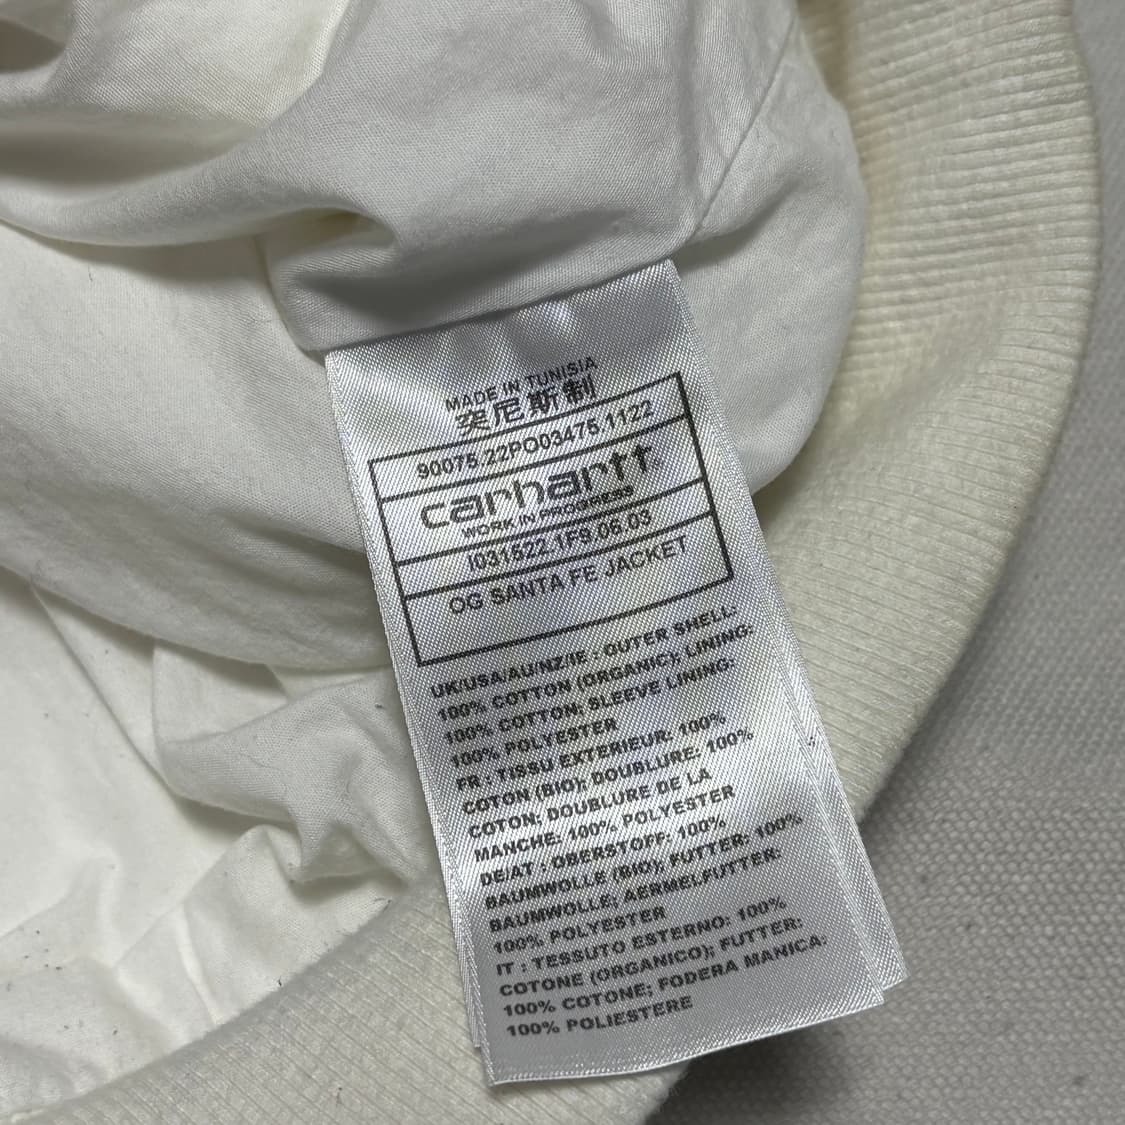 MADE IN TUNISIA
突尼斯制
90075.22PO03475.1122
carhartt
WORK IN PROGRESS
I031522.1F9.06.03
OG SANTA FE JACKET
UK/USA/AU/NZ/IE : OUTER SHELL:
100% COTTON (ORGANIC); LINING:
100% COTTON; SLEEVE LINING:
100% POLYESTER
FR : TISSU EXTERIEUR: 100%
COTON (BIO); DOUBLURE: 100%
COTON; DOUBLURE DE LA
MANCHE: 100% POLYESTER
DE/AT : OBERSTOFF: 100%
BAUMWOLLE (BIO); FUTTER: 100%
BAUMWOLLE; AERMELFUTTER:
100% POLYESTER
IT : TESSUTO ESTERNO: 100%
COTONE (ORGANICO); FUTTER:
100% COTONE; FODERA MANICA:
100% POLIESTERE